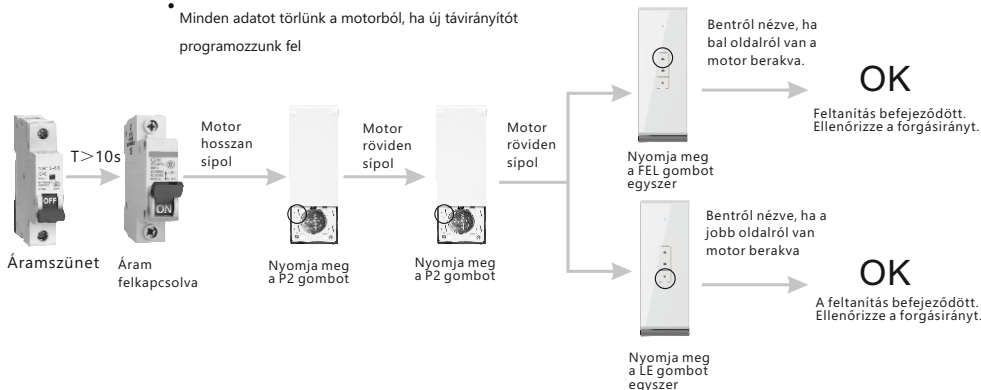 • Minden adatot törlünk a motorból, ha új távirányítót
programozzunk fel
OFF
Áramszünet
T>10s
ON
Áram
felkapcsolva
Motor
hosszan
sípol
Nyomja meg
a P2 gombot
Motor
röviden
sípol
Nyomja meg
a P2 gombot
Motor
röviden
sípol
Nyomja meg
a FEL gombot
egyszer
Bentről nézve, ha
bal oldalról van a
motor berakva.
OK
Feltanítás befejeződött.
Ellenőrizze a forgásirányt.
Nyomja meg
a LE gombot
egyszer
Bentről nézve, ha a
jobb oldalról van
motor berakva
OK
A feltanítás befejeződött.
Ellenőrizze a forgásirányt.